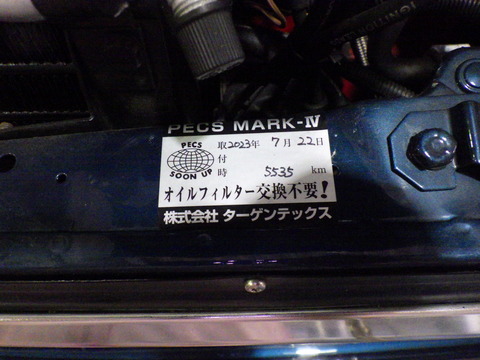 PECS MARK-Ⅳ
PECS
SOON UP
取2023年 7月 22日
付
時 5535 km
オイルフィルター交換不要!
株式会社 ターゲンテックス